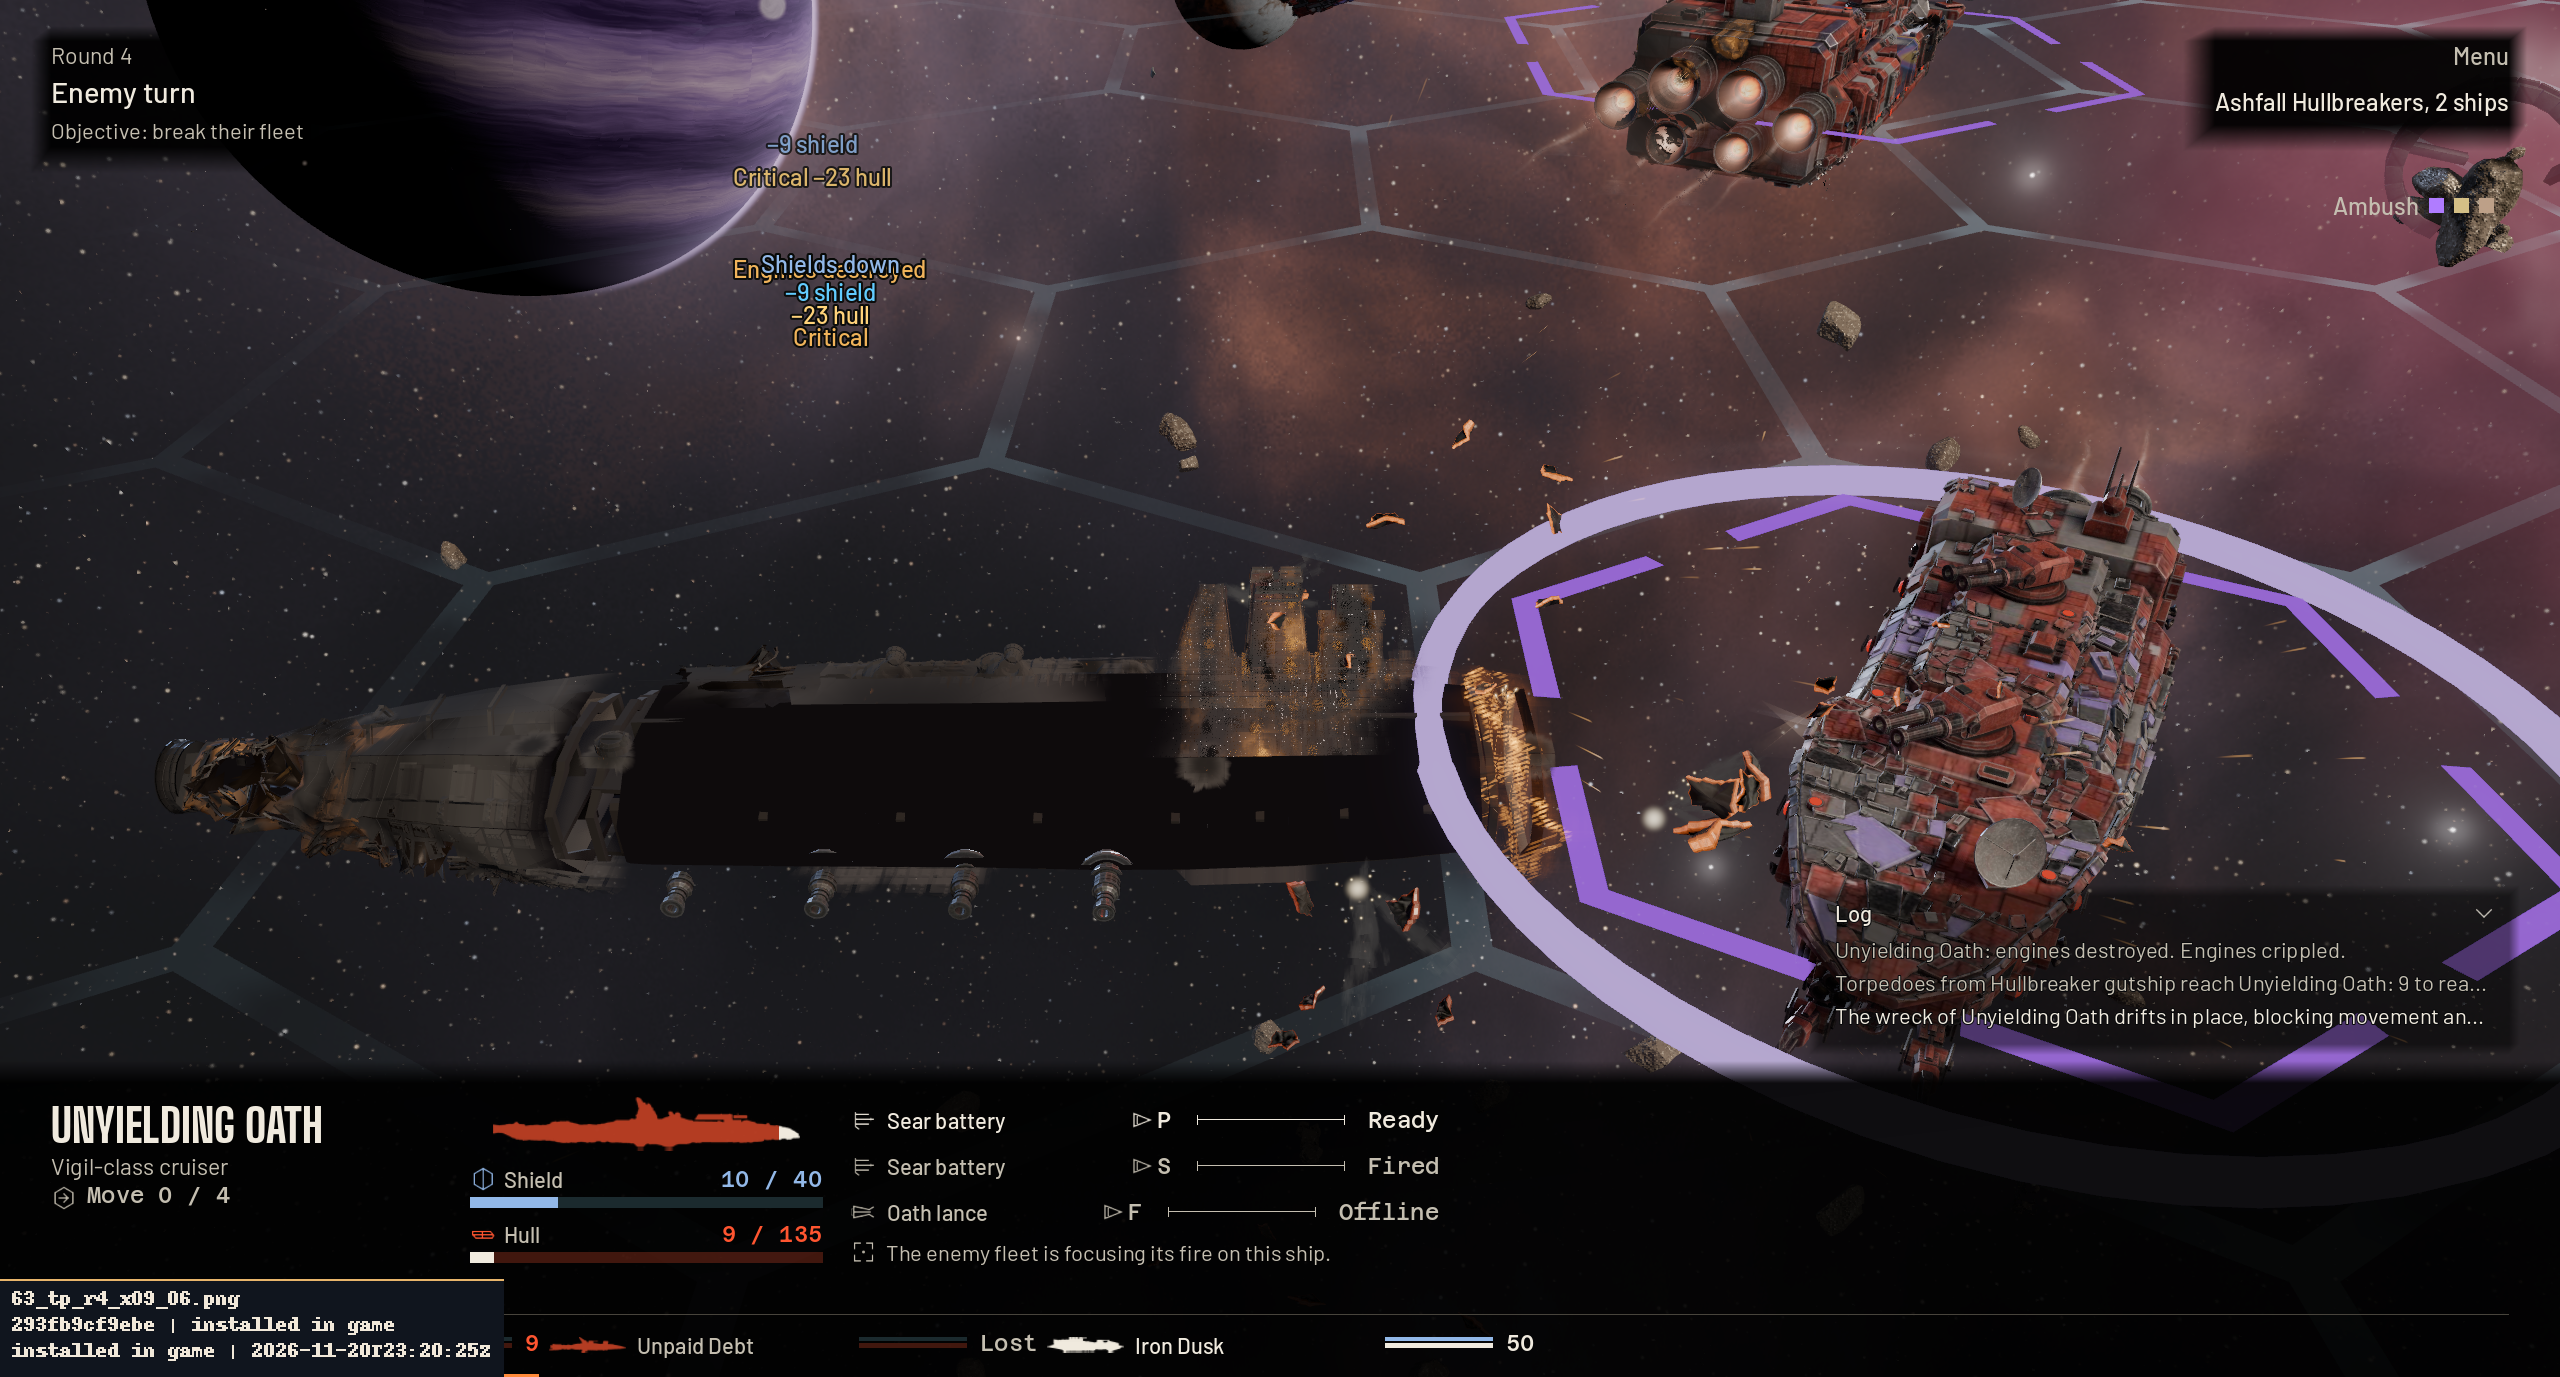 Round 4
Enemy turn
Objective: break their fleet
Menu
Ashfall Hullbreakers, 2 ships
Ambush
−9 shield
Critical −23 hull
Shields down
Engines destroyed
−9 shield
−23 hull
Critical
Log
Unyielding Oath: engines destroyed. Engines crippled.
Torpedoes from Hullbreaker gutship reach Unyielding Oath: 9 to rea...
The wreck of Unyielding Oath drifts in place, blocking movement an...
UNYIELDING OATH
Vigil-class cruiser
Move 0 / 4
Shield 10 / 40
Hull 9 / 135
Sear battery P Ready
Sear battery S Fired
Oath lance F Offline
The enemy fleet is focusing its fire on this ship.
63_tp_r4_x09_06.png
293fb9cf9ebe | installed in game
installed in game | 2026-11-20T23:20:25Z
9 Unpaid Debt Lost Iron Dusk 50